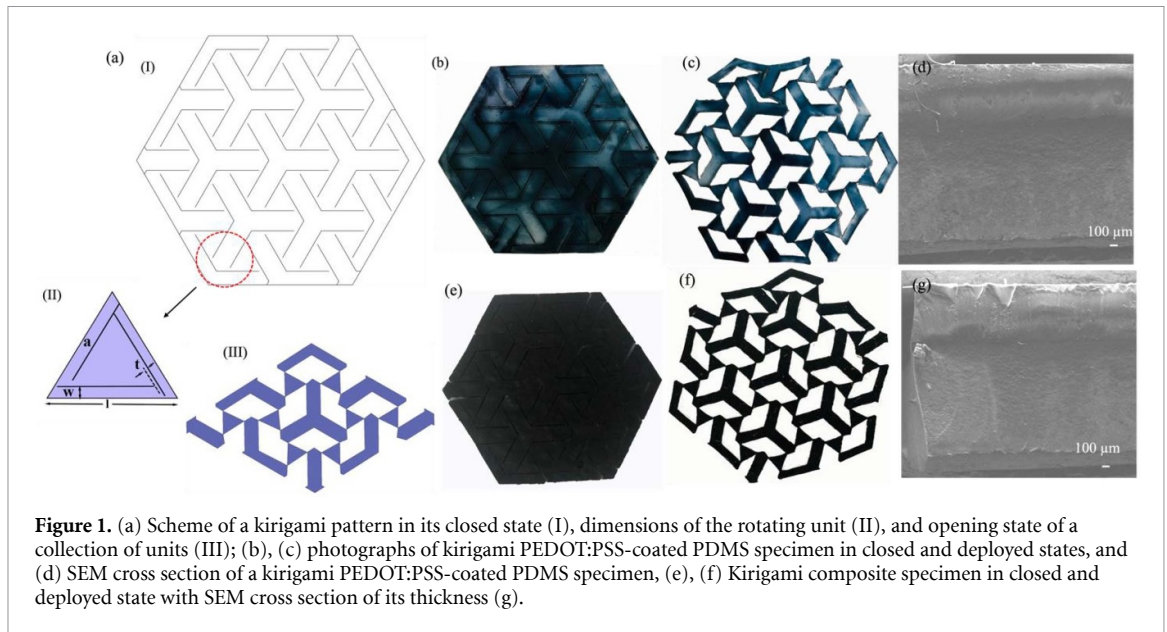 (a)
(I)
(b)
(c)
(d)
100 µm
(II)
a
t
w
l
(III)
(e)
(f)
(g)
100 µm
Figure 1. (a) Scheme of a kirigami pattern in its closed state (I), dimensions of the rotating unit (II), and opening state of a
collection of units (III); (b), (c) photographs of kirigami PEDOT:PSS-coated PDMS specimen in closed and deployed states, and
(d) SEM cross section of a kirigami PEDOT:PSS-coated PDMS specimen, (e), (f) Kirigami composite specimen in closed and
deployed state with SEM cross section of its thickness (g).